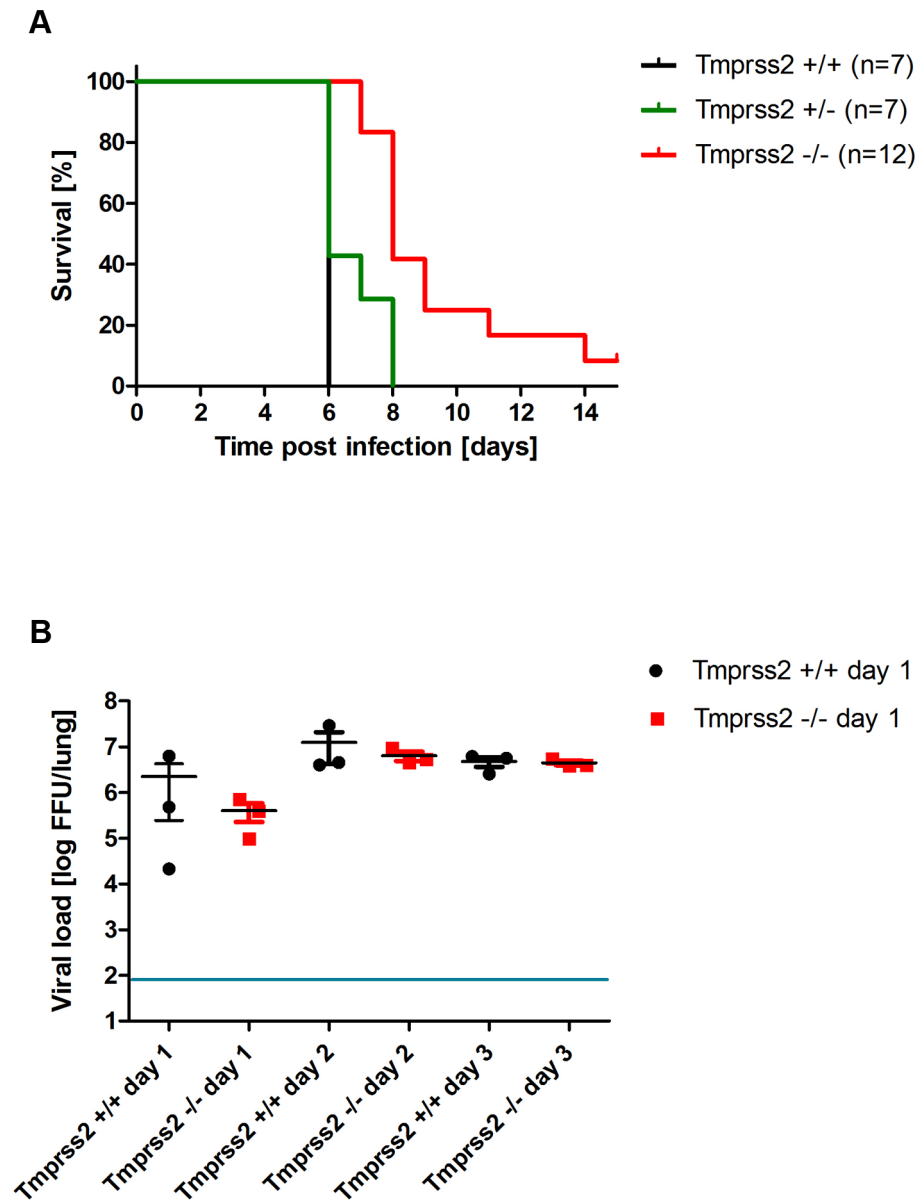 A
Survival [%]
100
80
60
40
20
0
0 2 4 6 8 10 12 14
Time post infection [days]
Tmprss2 +/+ (n=7)
Tmprss2 +/- (n=7)
Tmprss2 -/- (n=12)
B
Viral load [log FFU/lung]
8
7
6
5
4
3
2
1
Tmprss2 +/+ day 1
Tmprss2 -/- day 1
Tmprss2 +/+ day 2
Tmprss2 -/- day 2
Tmprss2 +/+ day 3
Tmprss2 -/- day 3
Tmprss2 +/+ day 1
Tmprss2 -/- day 1